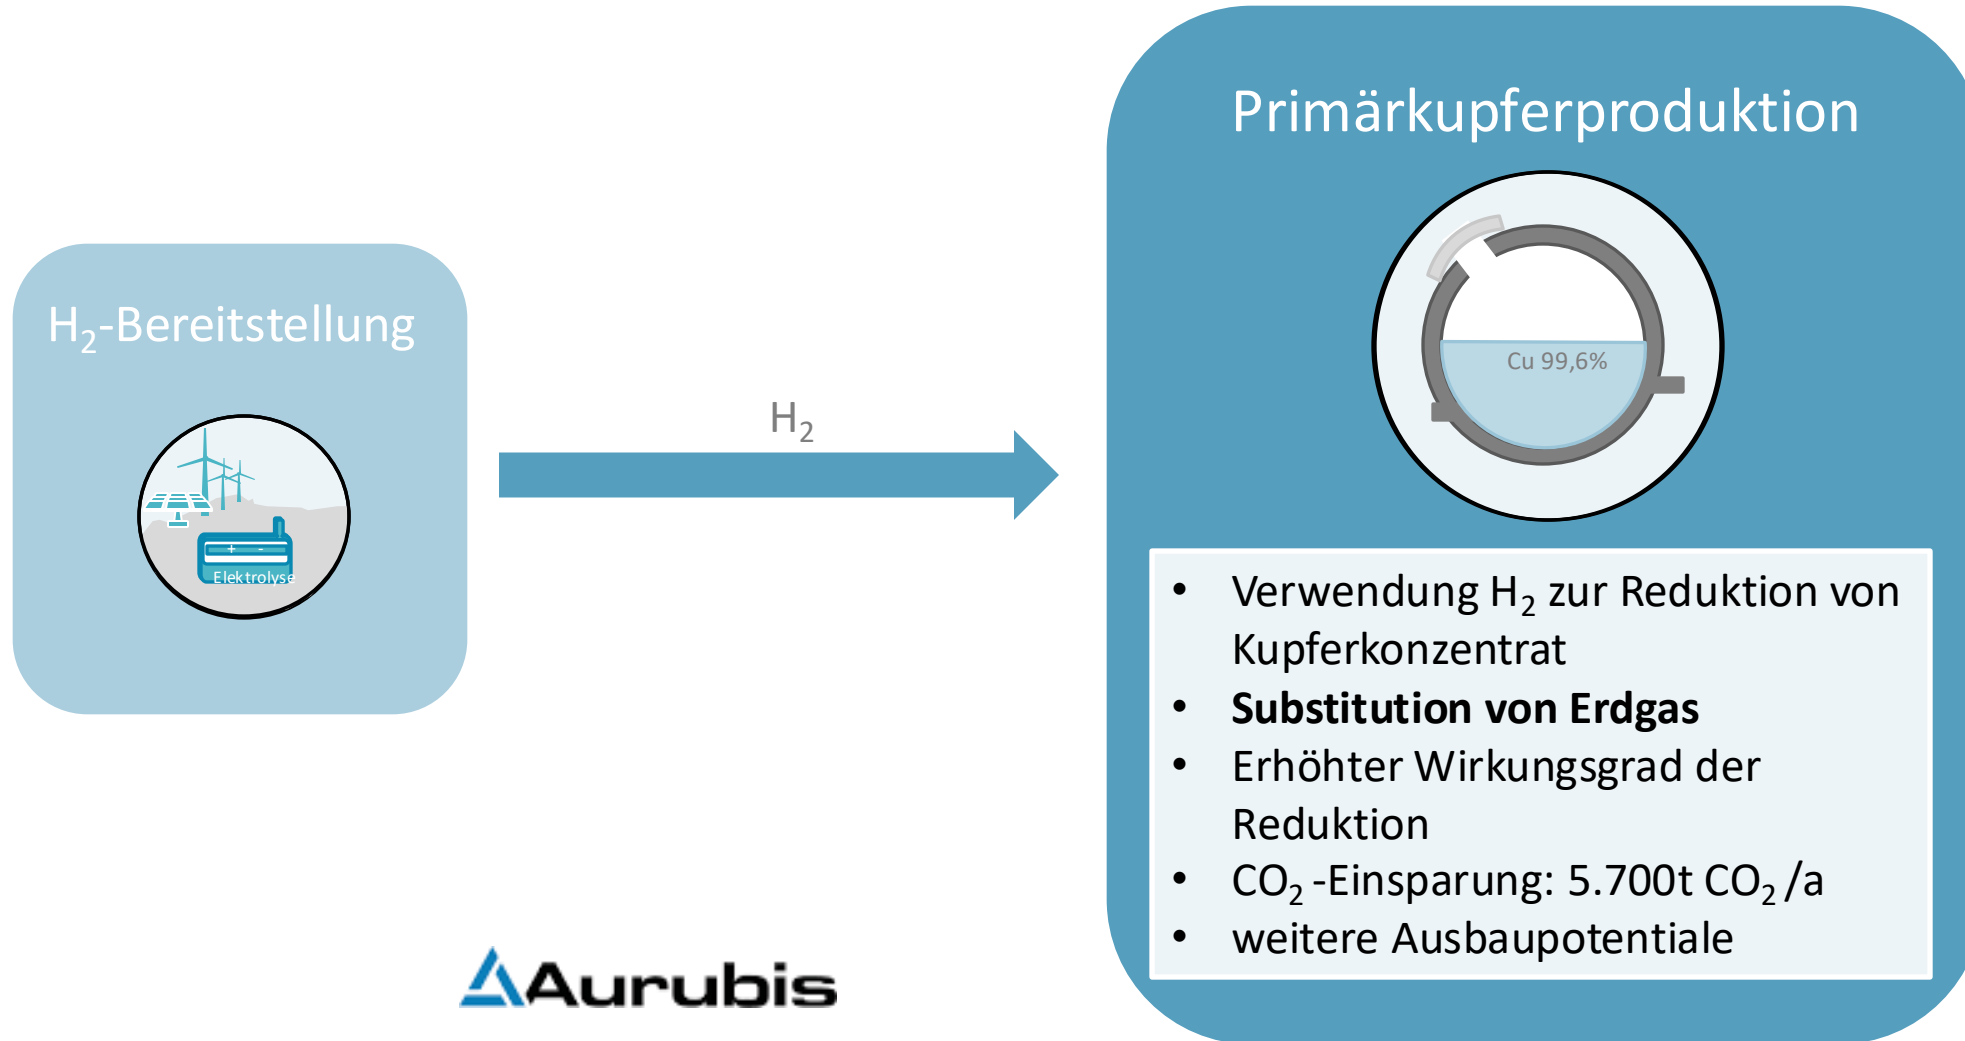 H₂-Bereitstellung
+ -
Elektrolyse
H₂
Aurubis
Primärkupferproduktion
Cu 99,6%
• Verwendung H₂ zur Reduktion von
Kupferkonzentrat
• Substitution von Erdgas
• Erhöhter Wirkungsgrad der
Reduktion
• CO₂ -Einsparung: 5.700t CO₂ /a
• weitere Ausbaupotentiale